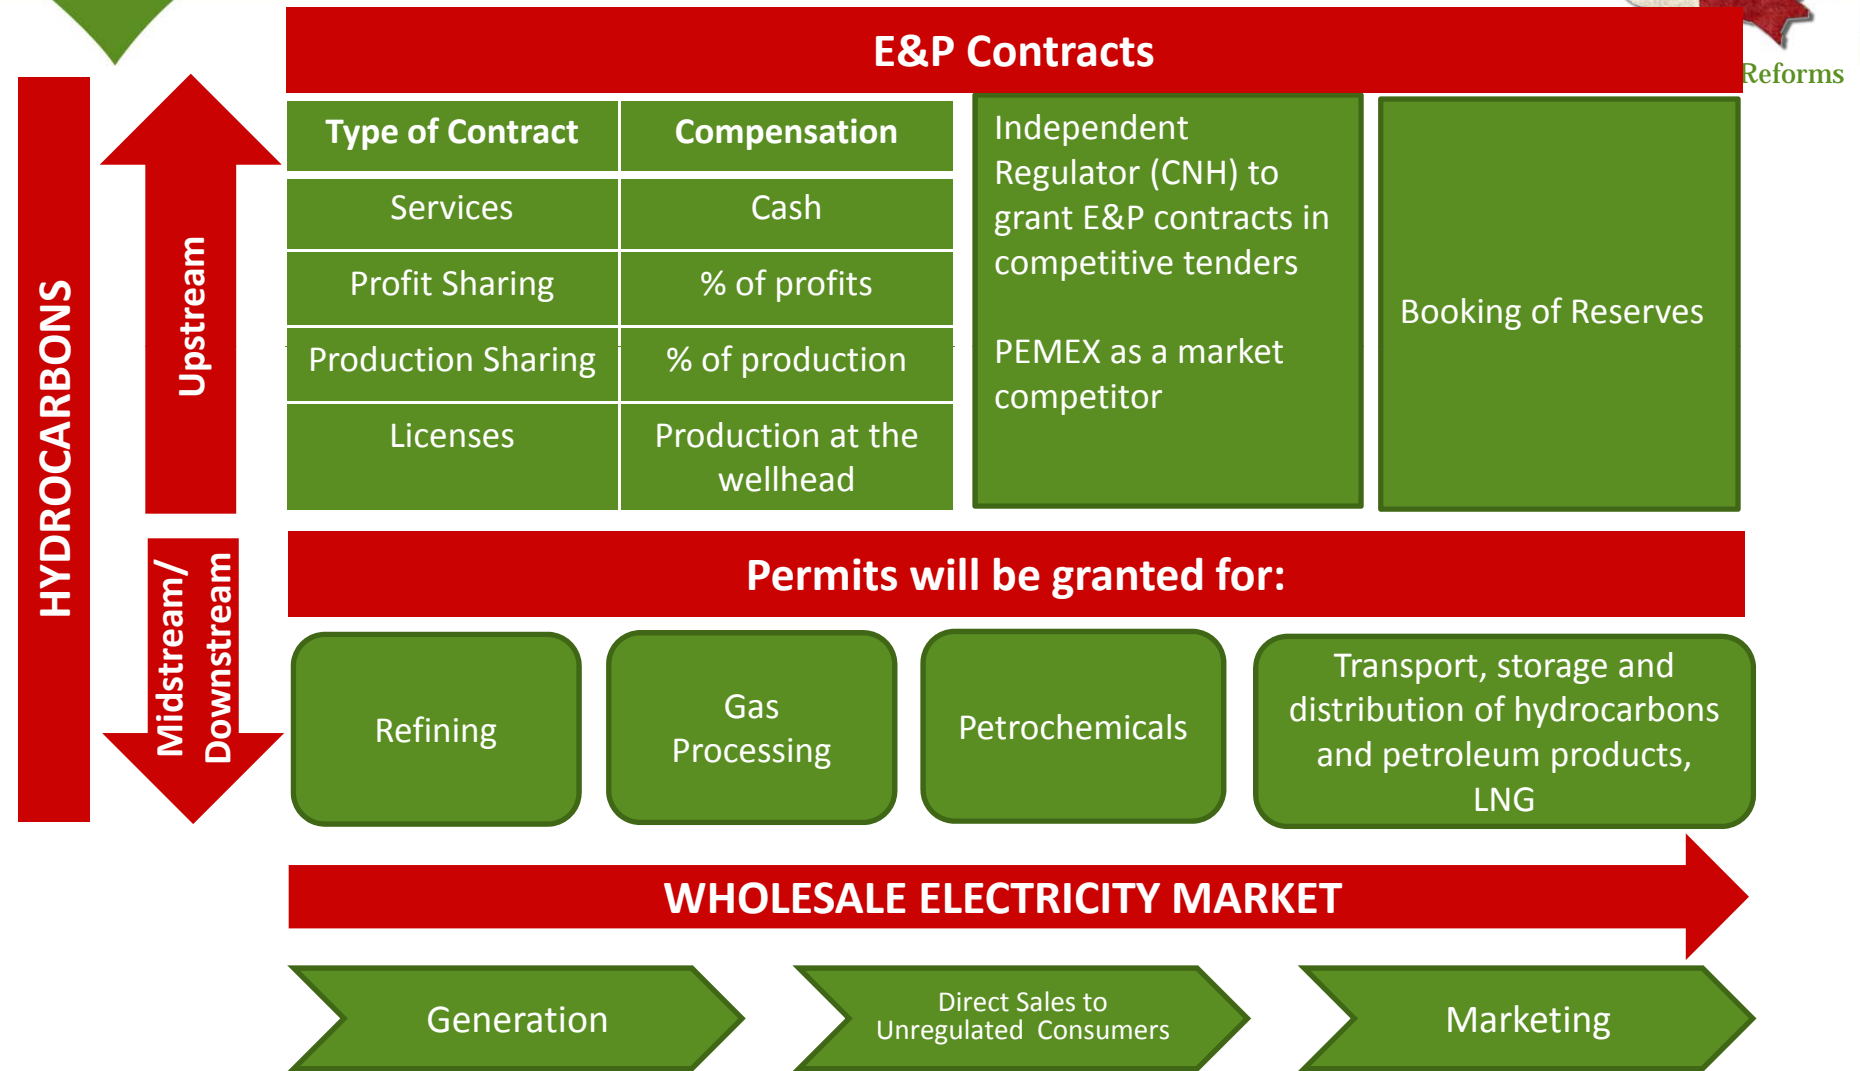 E&P Contracts
Reforms
HYDROCARBONS
Upstream
Type of Contract
Compensation
Services
Cash
Profit Sharing
% of profits
Production Sharing
% of production
Licenses
Production at the
wellhead
Independent
Regulator (CNH) to
grant E&P contracts in
competitive tenders
PEMEX as a market
competitor
Booking of Reserves
Midstream/
Downstream
Permits will be granted for:
Refining
Gas
Processing
Petrochemicals
Transport, storage and
distribution of hydrocarbons
and petroleum products,
LNG
WHOLESALE ELECTRICITY MARKET
Generation
Direct Sales to
Unregulated Consumers
Marketing